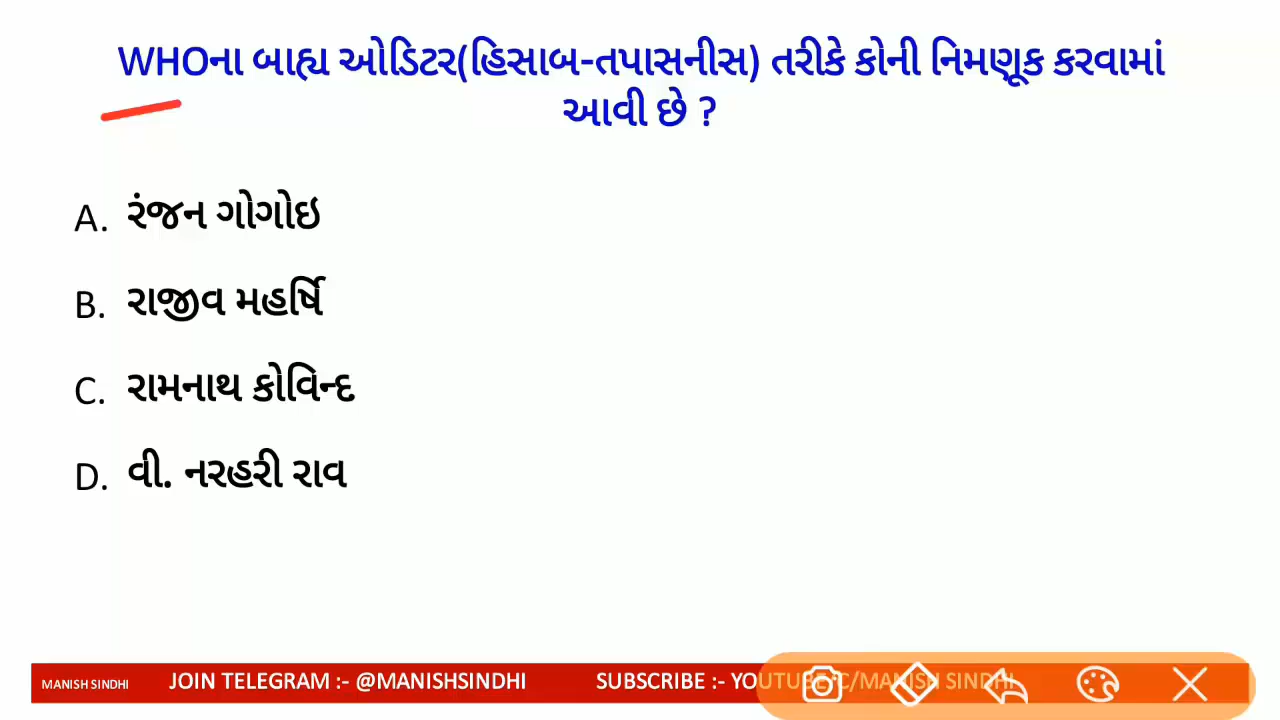 WHOના બાહ્ય ઓડિટર(હિસાબ-તપાસનીસ) તરીકે કોની નિમણૂક કરવામાં
આવી છે ?
A. રંજન ગોગોઇ
B. રાજીવ મહર્ષિ
C. રામનાથ કોવિન્દ
D. વી. નરહરી રાવ
MANISH SINDHI JOIN TELEGRAM :- @MANISHSINDHI SUBSCRIBE :- YOUTUBE C/MANISH SINDHI